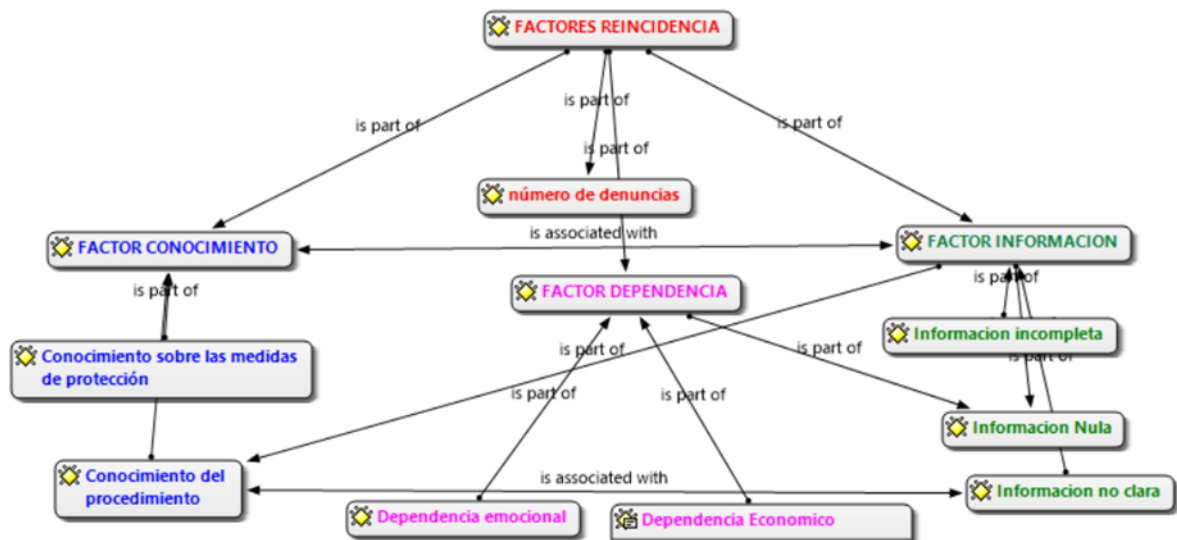 FACTORES REINCIDENCIA
is part of
is part of
is part of
is part of
número de denuncias
FACTOR CONOCIMIENTO
is associated with
FACTOR INFORMACION
is part of
is part of
FACTOR DEPENDENCIA
Informacion incompleta
Conocimiento sobre las medidas
de protección
is part of
is part of
is part of
is part of
is part of
Informacion Nula
Conocimiento del
procedimiento
is associated with
Informacion no clara
Dependencia emocional
Dependencia Economico